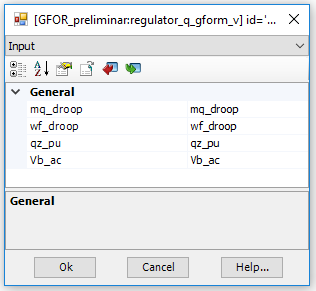 [GFOR_preliminar:regulator_q_gform_v] id='...
Input
General
mq_droop mq_droop
wf_droop wf_droop
qz_pu qz_pu
Vb_ac Vb_ac
General
Ok Cancel Help...